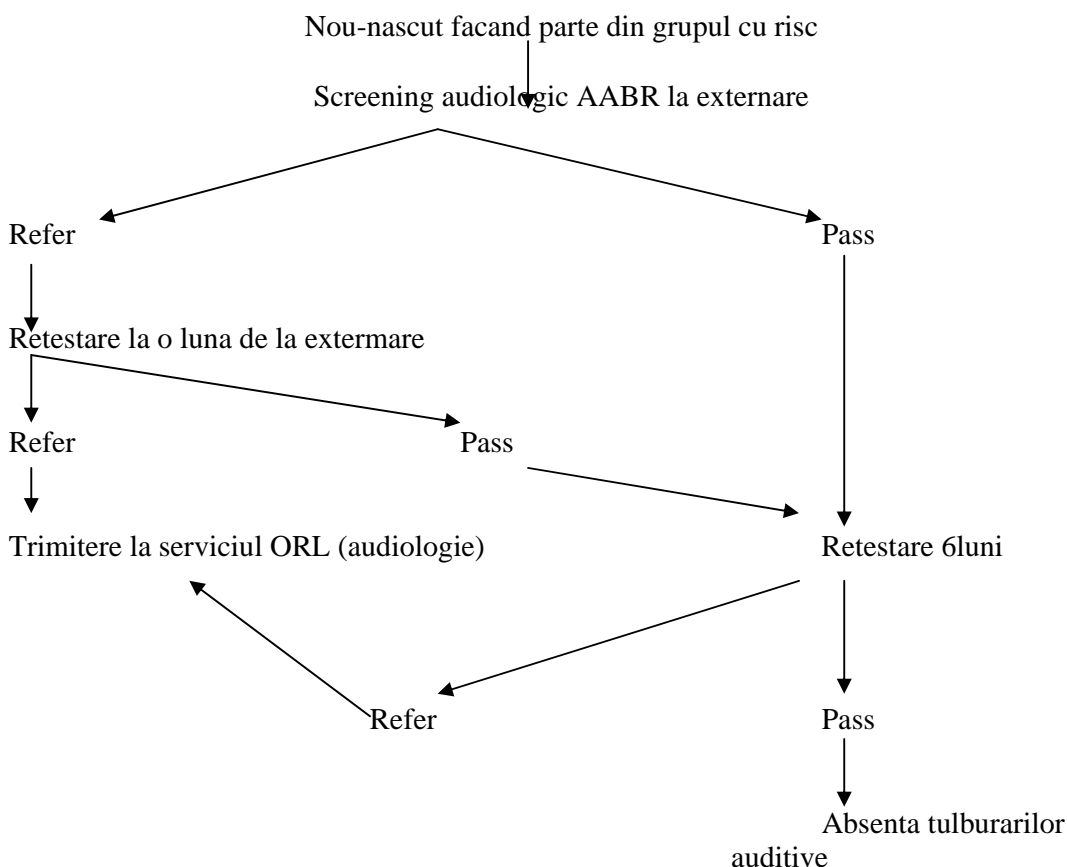 Nou-nascut facand parte din grupul cu risc
Screening audiologic AABR la externare
Refer
Pass
Retestare la o luna de la extermare
Refer
Pass
Trimitere la serviciul ORL (audiologie)
Retestare 6luni
Refer
Pass
Absenta tulburarilor
auditive